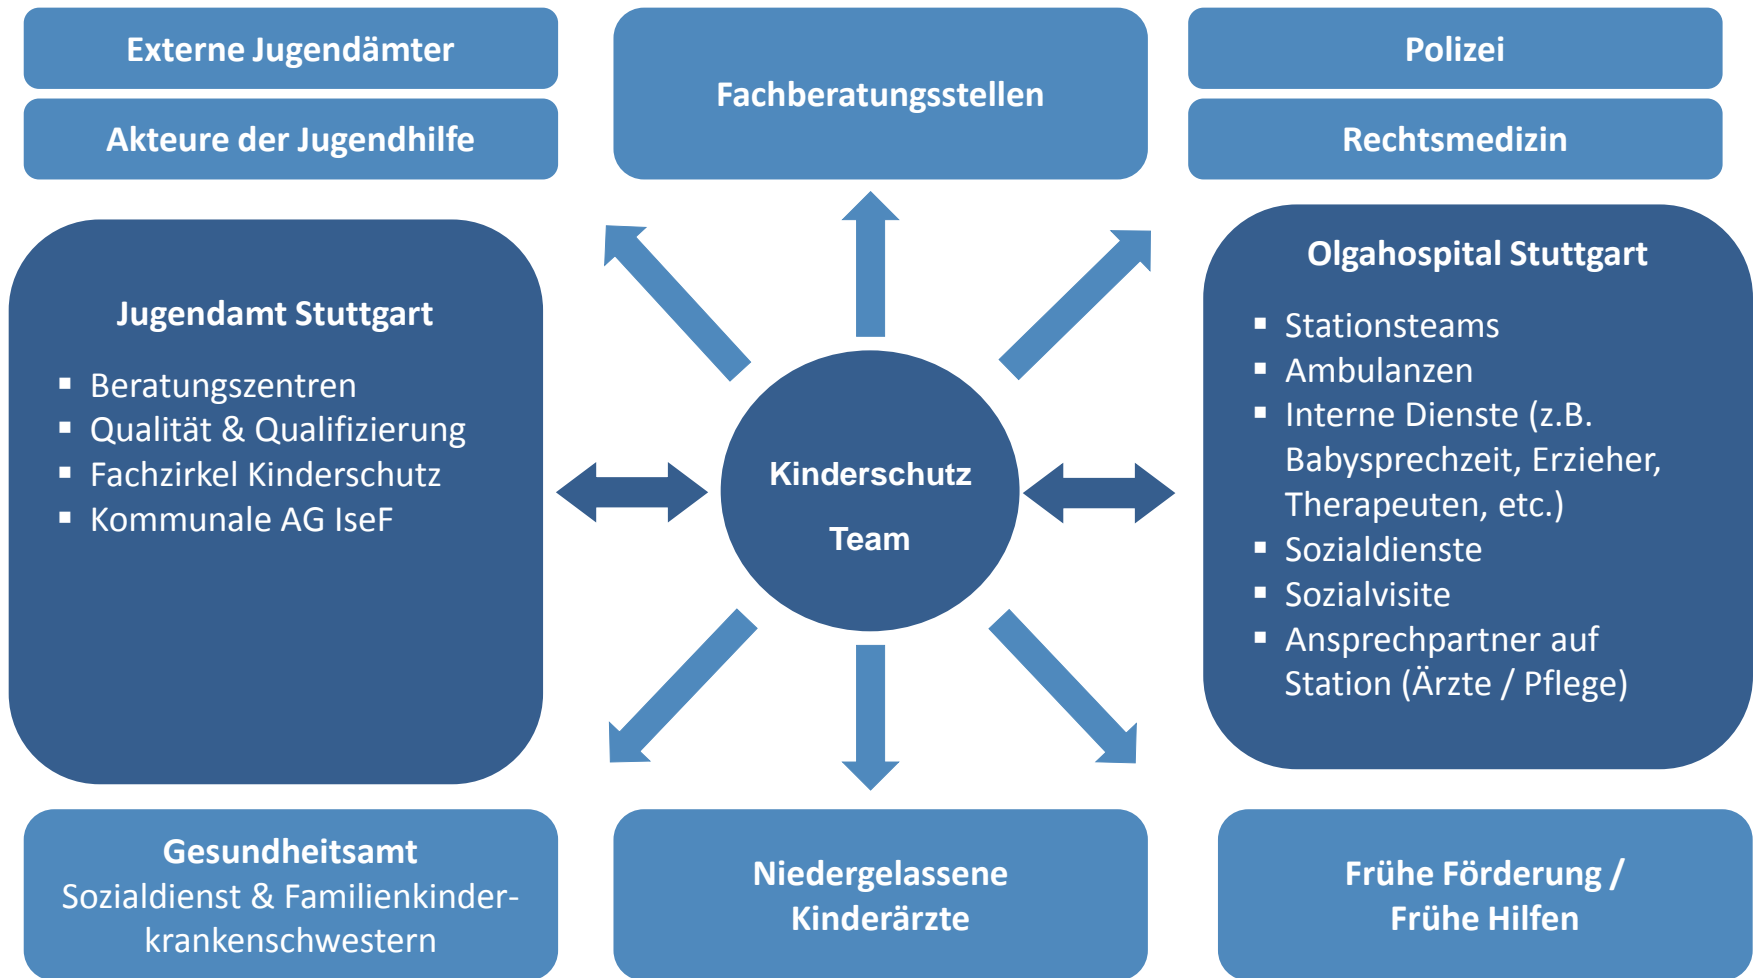 Externe Jugendämter
Akteure der Jugendhilfe
Fachberatungsstellen
Polizei
Rechtsmedizin
Jugendamt Stuttgart
▪ Beratungszentren
▪ Qualität & Qualifizierung
▪ Fachzirkel Kinderschutz
▪ Kommunale AG IseF
Kinderschutz
Team
Olgahospital Stuttgart
▪ Stationsteams
▪ Ambulanzen
▪ Interne Dienste (z.B.
Babysprechzeit, Erzieher,
Therapeuten, etc.)
▪ Sozialdienste
▪ Sozialvisite
▪ Ansprechpartner auf
Station (Ärzte / Pflege)
Gesundheitsamt
Sozialdienst & Familienkinder-
krankenschwestern
Niedergelassene
Kinderärzte
Frühe Förderung /
Frühe Hilfen